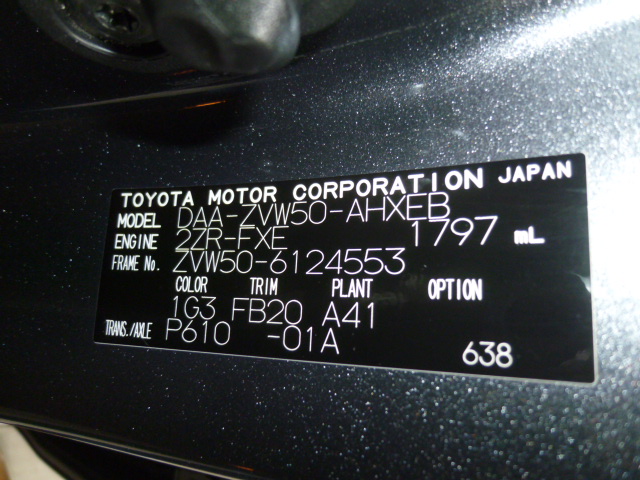 TOYOTA MOTOR CORPORATION JAPAN
MODEL DAA-ZVW50-AHXEB
ENGINE 2ZR-FXE 1797 mL
FRAME No. ZVW50-6124553
COLOR TRIM PLANT OPTION
1G3 FB20 A41
TRANS./AXLE P610 -01A
638